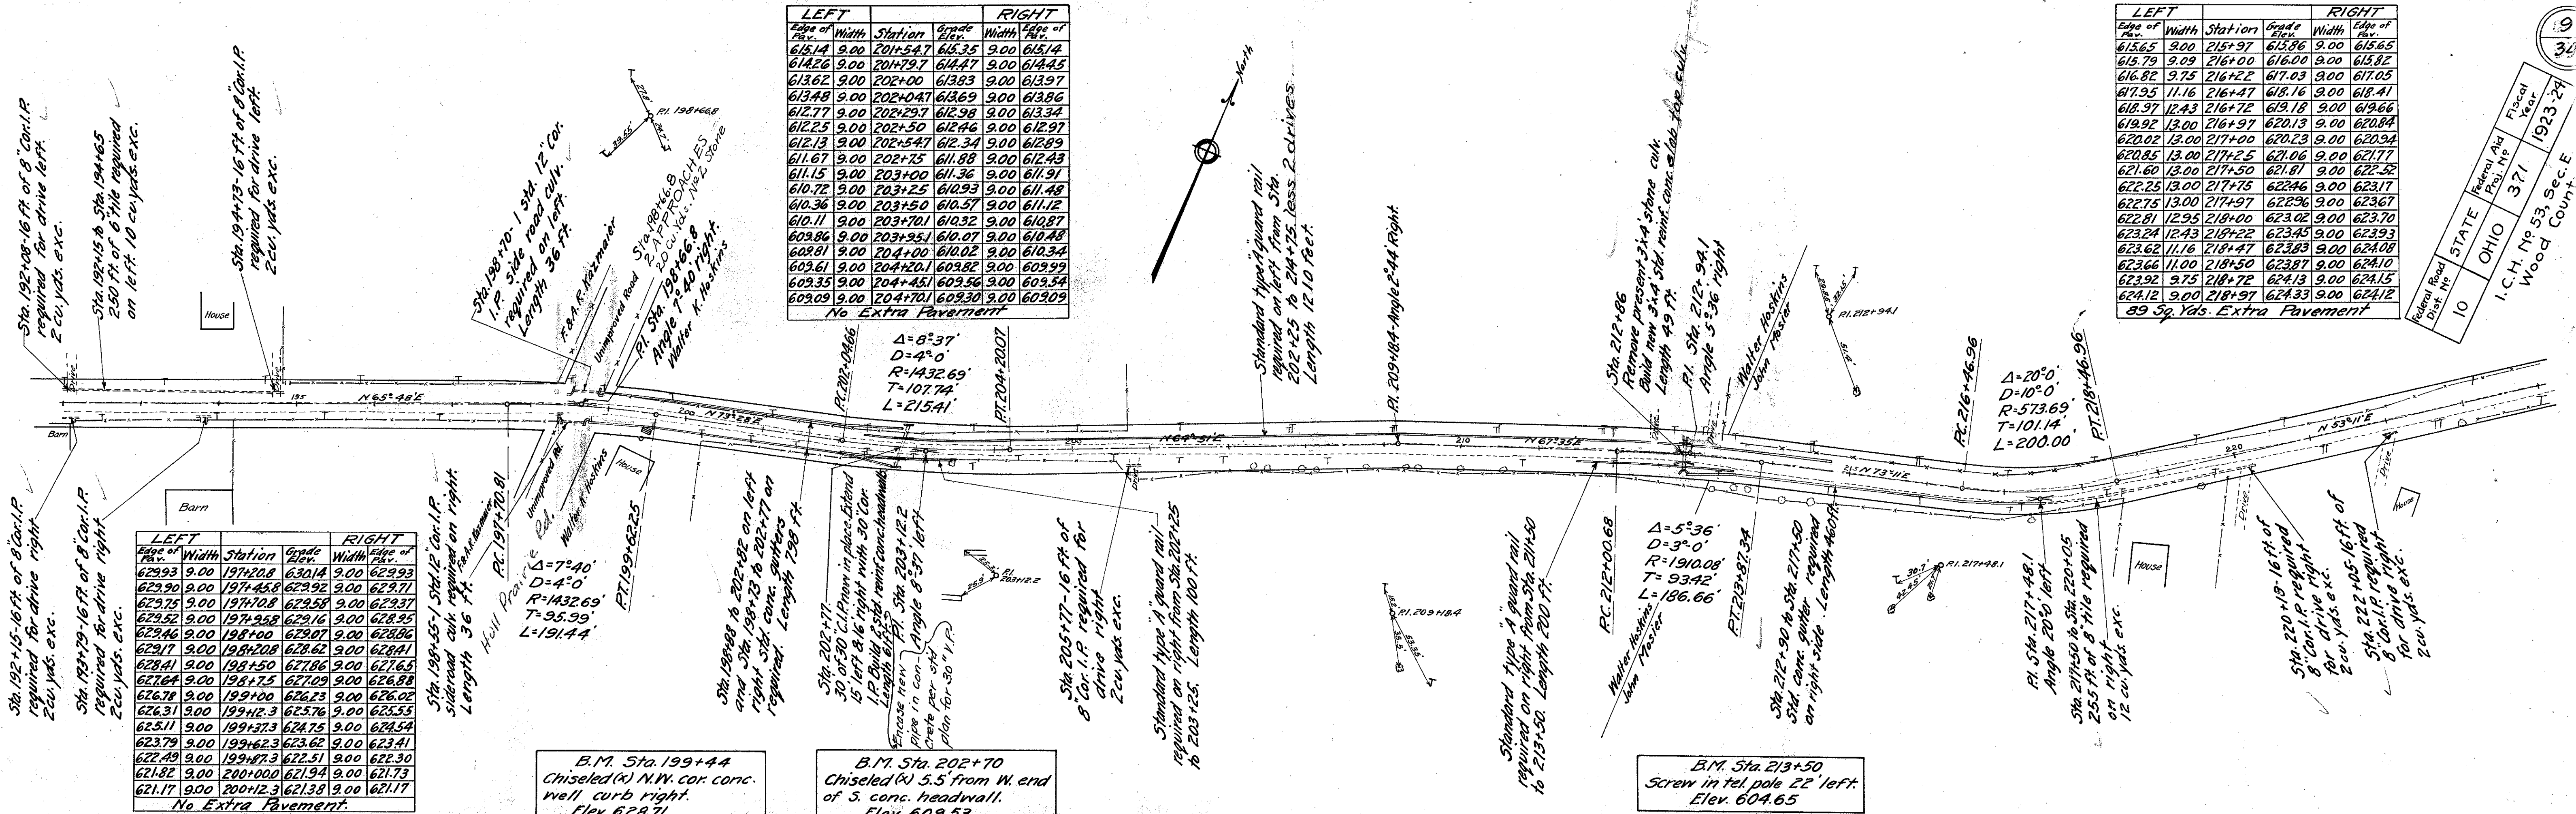 Sta.192+08-16 ft. of 8" Cor.I.P.
required for drive left.
2 cu.yds. exc.
Sta. 192+15 to Sta. 194+65
250 ft. of 6" tile required
on left. 10 cu.yds. exc.
Sta. 194+73-16 ft. of 8" Cor.I.P.
required for drive left.
2 cu. yds. exc.
House
Drive
Drive
Sta.198+70-1 Std. 12" Cor.
I.P. side road culv.
required on left.
Length 36 ft.
F.&A.R. Kazmaier
Unimproved Road
Sta.198+66.8
2 APPROACHES
20 Cu. Yds. No 2 Stone
P.I. Sta. 198+66.8
Angle 7°40' right.
Walter K. Hoskins
27.8'
P.I. 198+66.8
39.55'
LEFT RIGHT
Edge of Pav. Width Station Grade Elev. Width Edge of Pav.
615.14 9.00 201+54.7 615.35 9.00 615.14
614.26 9.00 201+79.7 614.47 9.00 614.45
613.62 9.00 202+00 613.83 9.00 613.97
613.48 9.00 202+04.7 613.69 9.00 613.86
612.77 9.00 202+29.7 612.98 9.00 613.34
612.25 9.00 202+50 612.46 9.00 612.97
612.13 9.00 202+54.7 612.34 9.00 612.89
611.67 9.00 202+75 611.88 9.00 612.43
611.15 9.00 203+00 611.36 9.00 611.91
610.72 9.00 203+25 610.93 9.00 611.48
610.36 9.00 203+50 610.57 9.00 611.12
610.11 9.00 203+70.1 610.32 9.00 610.87
609.86 9.00 203+95.1 610.07 9.00 610.48
609.81 9.00 204+00 610.02 9.00 610.34
609.61 9.00 204+20.1 609.82 9.00 609.99
609.35 9.00 204+45.1 609.56 9.00 609.54
609.09 9.00 204+70.1 609.30 9.00 609.09
No Extra Pavement
P.C. 202+04.66
Δ=8°37'
D=4°0'
R=1432.69'
T=107.74'
L=215.41'
P.T. 204+20.07
North
Standard type "A" guard rail
required on left from Sta.
202+25 to 214+75. less 2 drives
Length 1210 feet.
P.I. 209+18.4-Angle 2°44' Right.
Sta. 212+86
Remove present 3'x4' stone culv.
Build new 3'x4' Std. reinf. conc. slab top culv.
Length 49 ft.
P.I. Sta. 212+94.1
Angle 5°36' right
Walter Hoskins
John Mosier
Drive
Drive
P.I. 212+94.1
51.6'
P.C. 216+46.96
Δ=20°0'
D=10°0'
R=573.69'
T=101.14'
L=200.00'
P.T. 218+46.96
LEFT RIGHT
Edge of Pav. Width Station Grade Elev. Width Edge of Pav.
615.65 9.00 215+97 615.86 9.00 615.65
615.79 9.09 216+00 616.00 9.00 615.82
616.82 9.75 216+22 617.03 9.00 617.05
617.95 11.16 216+47 618.16 9.00 618.41
618.97 12.43 216+72 619.18 9.00 619.66
619.92 13.00 216+97 620.13 9.00 620.84
620.02 13.00 217+00 620.23 9.00 620.94
620.85 13.00 217+25 621.06 9.00 621.77
621.60 13.00 217+50 621.81 9.00 622.52
622.25 13.00 217+75 622.46 9.00 623.17
622.75 13.00 217+97 622.96 9.00 623.67
622.81 12.95 218+00 623.02 9.00 623.70
623.24 12.43 218+22 623.45 9.00 623.93
623.62 11.16 218+47 623.83 9.00 624.08
623.66 11.00 218+50 623.87 9.00 624.10
623.92 9.75 218+72 624.13 9.00 624.15
624.12 9.00 218+97 624.33 9.00 624.12
89 Sq. Yds. Extra Pavement
9
Federal Road Dist. No STATE Federal Aid Proj. No Fiscal Year
10 OHIO 371 1923-24
I.C.H. No 53, Sec. E
Wood County
195
N 65°48' E
200
N 73°28' E
N 64°51' E
210
N 67°35' E
215
N 73°11' E
220
N 53°11' E
Barn
Barn
Sta. 192+15-16 ft. of 8" Cor.I.P.
required for drive right
2 cu. yds. exc.
Sta. 193+79-16 ft. of 8" Cor.I.P.
required for drive right
2 cu. yds. exc.
LEFT RIGHT
Edge of Pav. Width Station Grade Elev. Width Edge of Pav.
629.93 9.00 197+20.8 630.14 9.00 629.93
629.90 9.00 197+45.8 629.92 9.00 629.71
629.75 9.00 197+70.8 629.58 9.00 629.37
629.52 9.00 197+95.8 629.16 9.00 628.95
629.46 9.00 198+00 629.07 9.00 628.86
629.17 9.00 198+20.8 628.62 9.00 628.41
628.41 9.00 198+50 627.86 9.00 627.65
627.64 9.00 198+75 627.09 9.00 626.88
626.78 9.00 199+00 626.23 9.00 626.02
626.31 9.00 199+12.3 625.76 9.00 625.55
625.11 9.00 199+37.3 624.75 9.00 624.54
623.79 9.00 199+62.3 623.62 9.00 623.41
622.49 9.00 199+87.3 622.51 9.00 622.30
621.82 9.00 200+00.0 621.94 9.00 621.73
621.17 9.00 200+12.3 621.38 9.00 621.17
No Extra Pavement.
Sta. 198+55-1 Std. 12" Cor.I.P.
sideroad culv. required on right.
Length 36 ft.
F.&A.R. Kazmaier
P.C. 197+70.81
Hull Prairie Rd.
Unimproved Rd.
Walter K. Hoskins
House
Δ=7°40'
D=4°0'
R=1432.69'
T=95.99'
L=191.44'
P.T. 199+62.25
Sta. 198+88 to 202+82 on left
and Sta. 198+73 to 202+77 on
right Std. conc. gutters
required. Length 798 ft.
Sta. 202+77
30' of 30" C.I.P. now in place. Extend
15' left & 16' right with 30" Cor.
I.P. Build 2 Std. reinf. conc. headwalls
Encase new
pipe in con-
crete per std.
plan for 30" V.P.
P.I. Sta. 203+12.2
Angle 8°37' left
P.I. 203+12.2
Drive
Sta. 205+77-16 ft. of
8" Cor. I.P. required for
drive right
2 cu. yds. exc.
Standard type "A" guard rail
required on right from Sta. 202+25
to 203+25. Length 100 ft.
P.I. 209+18.4
Standard type "A" guard rail
required on right from Sta. 211+50
to 213+50. Length 200 ft.
P.C. 212+00.68
Walter Hoskins
John Mosier
Δ=5°36'
D=3°0'
R=1910.08'
T=93.42'
L=186.66'
P.T. 213+87.34
Sta. 212+90 to Sta. 217+50
Std. conc. gutter required
on right side. Length 460 ft.
30.7'
P.I. 217+48.1
P.I. Sta. 217+48.1
Angle 20°0' left
Sta. 217+50 to Sta. 220+05
255 ft. of 8" tile required
on right
12 cu. yds. exc.
House
Drive
Sta. 220+13-16 ft. of
8" Cor. I.P. required
for drive right
2 cu. yds. exc.
Drive
Sta. 222+05-16 ft. of
8" Cor. I.P. required
for drive right
2 cu. yds. exc.
House
B.M. Sta. 199+44
Chiseled (x) N.W. cor. conc.
well curb right.
Elev. 628.71
B.M. Sta. 202+70
Chiseled (x) 5.5' from W. end
of S. conc. headwall.
Elev. 609.53
B.M. Sta. 213+50
Screw in tel. pole 22' left.
Elev. 604.65